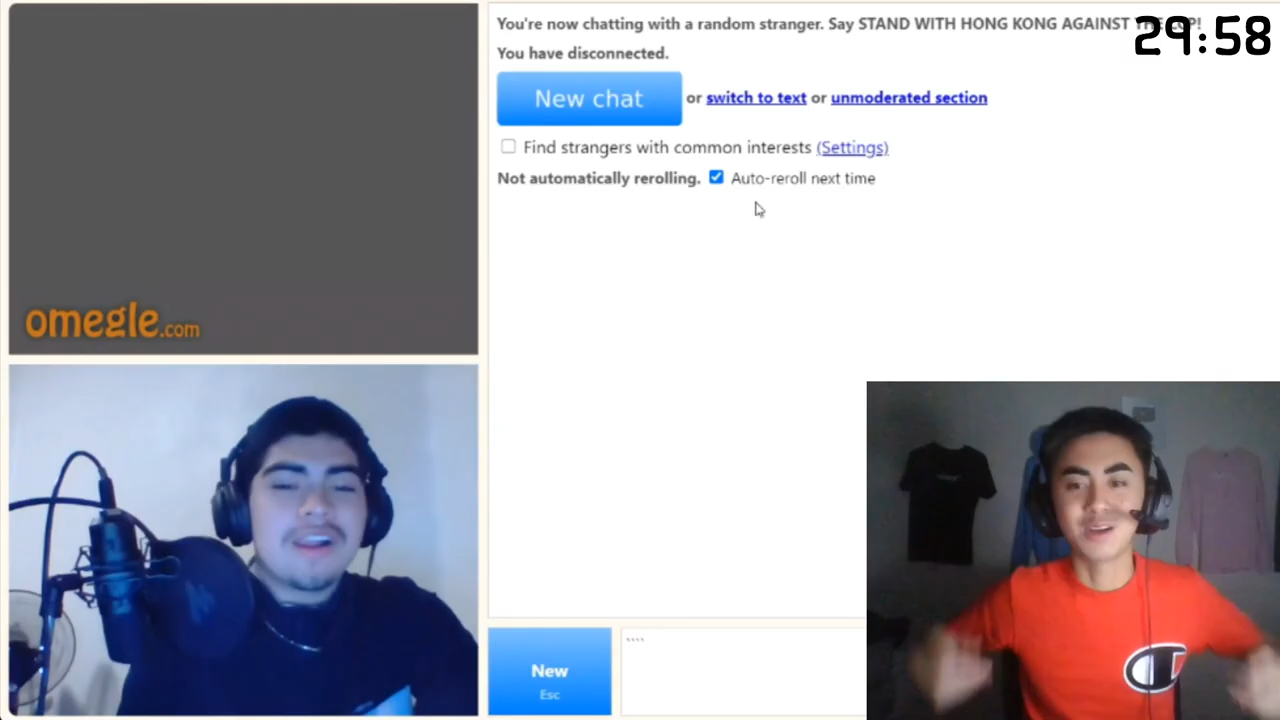 You're now chatting with a random stranger. Say STAND WITH HONG KONG AGAINST THE CCP!
29:58
You have disconnected.
New chat or switch to text or unmoderated section
Find strangers with common interests (Settings)
Not automatically rerolling. Auto-reroll next time
omegle.com
New
Esc